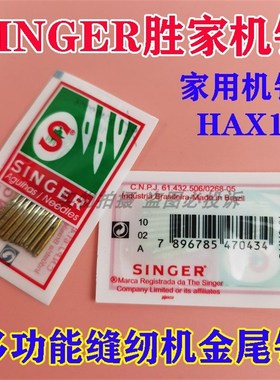 SINGER胜家机针
家用机针
HAX1
S
SINGER
Agulhas / Needles
C.N.P.J. 61.432.506/0268-05
Indústria Brasileira-Made in Brazil
10
02
A
7 896785 470434
SINGER
Marca Registrada da The Singer
Company Limited or its affiliates
多功能缝纫机金尾针